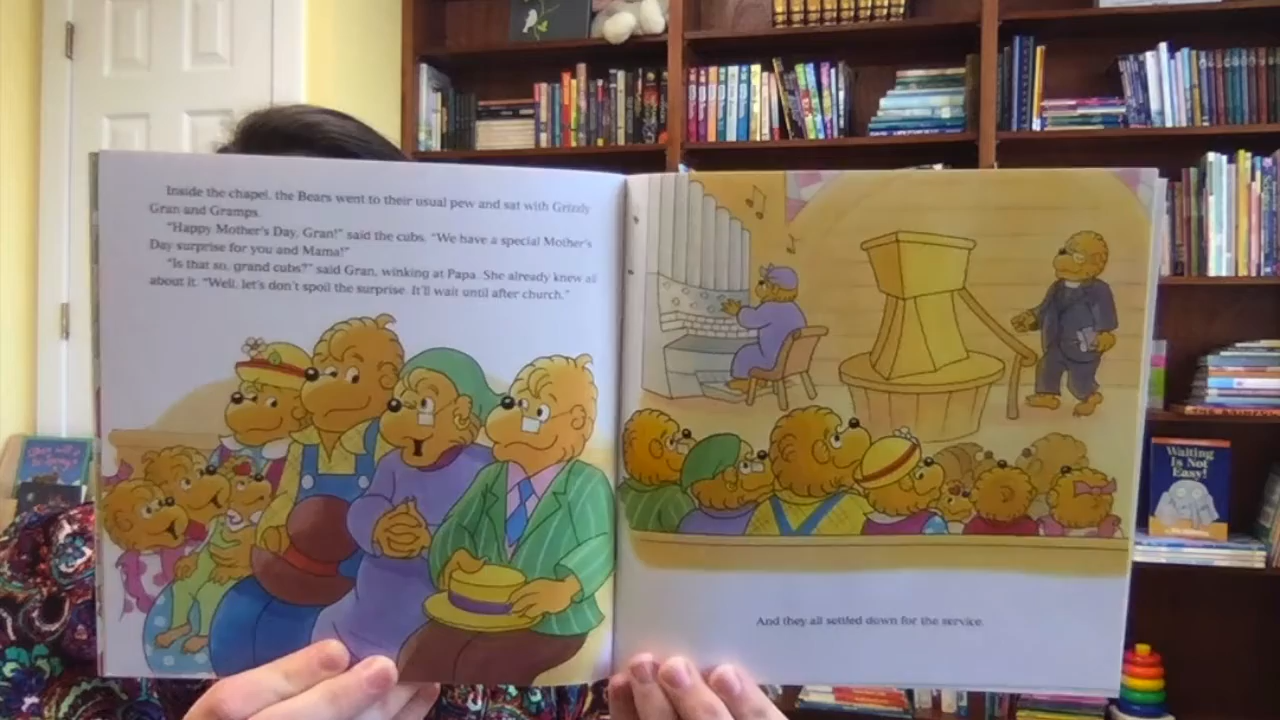 Inside the chapel, the Bears went to their usual pew and sat with Grizzly
Gran and Gramps.
"Happy Mother's Day, Gran!" said the cubs. "We have a special Mother's
Day surprise for you and Mama!"
"Is that so, grand cubs?" said Gran, winking at Papa. She already knew all
about it. "Well, let's don't spoil the surprise. It'll wait until after church."
And they all settled down for the service.
Waiting
Is Not
Easy!